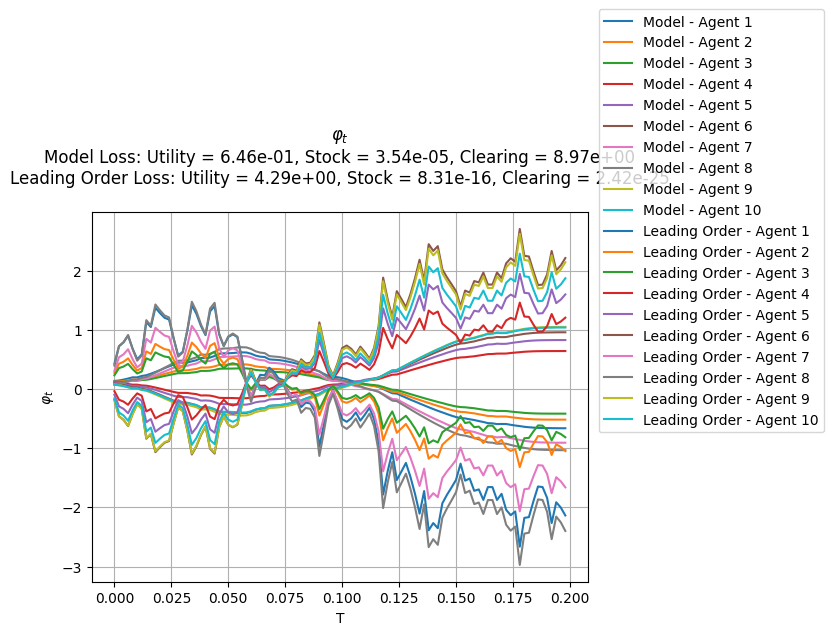 φt
Model Loss: Utility = 6.46e-01, Stock = 3.54e-05, Clearing = 8.97e+00
Leading Order Loss: Utility = 4.29e+00, Stock = 8.31e-16, Clearing = 2.42e-25
Model - Agent 1
Model - Agent 2
Model - Agent 3
Model - Agent 4
Model - Agent 5
Model - Agent 6
Model - Agent 7
Model - Agent 8
Model - Agent 9
Model - Agent 10
Leading Order - Agent 1
Leading Order - Agent 2
Leading Order - Agent 3
Leading Order - Agent 4
Leading Order - Agent 5
Leading Order - Agent 6
Leading Order - Agent 7
Leading Order - Agent 8
Leading Order - Agent 9
Leading Order - Agent 10
φt
2
1
0
−1
−2
−3
0.000 0.025 0.050 0.075 0.100 0.125 0.150 0.175 0.200
T